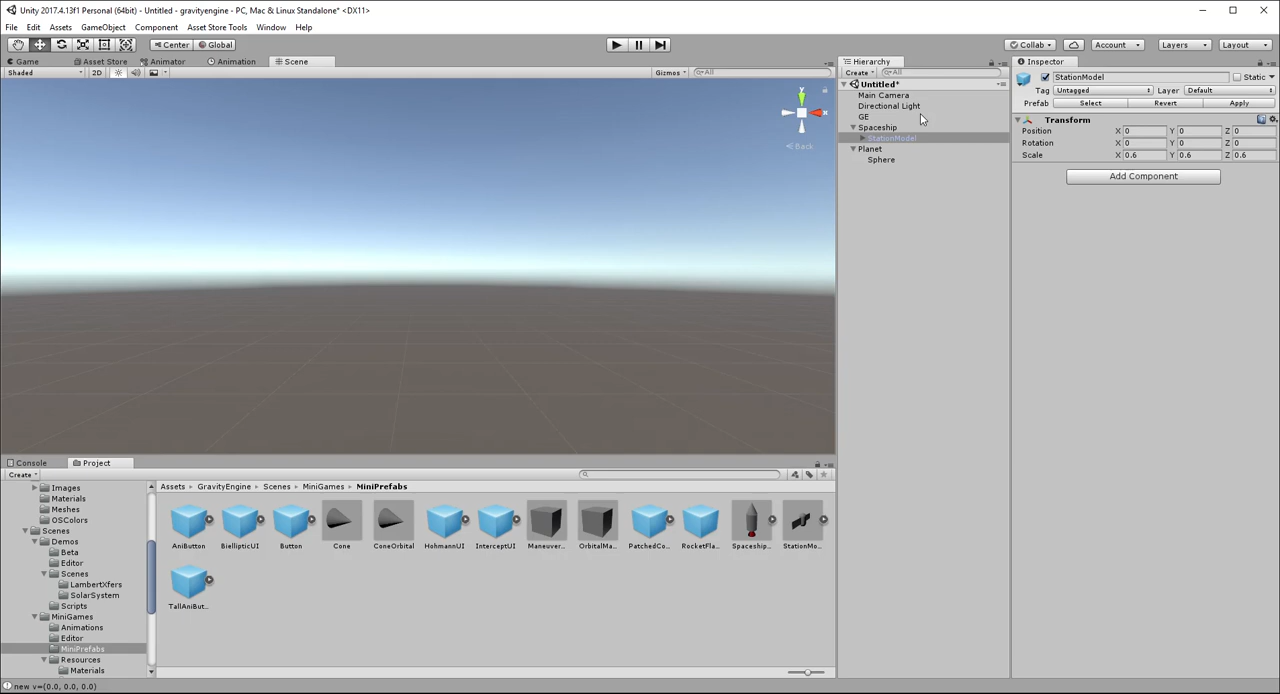 Unity 2017.4.13f1 Personal (64bit) - Untitled - gravityengine - PC, Mac & Linux Standalone* <DX11>
File Edit Assets GameObject Component Asset Store Tools Window Help
Center Global Collab Account Layers Layout
Game Asset Store Animator Animation Scene
Shaded 2D Gizmos All
Y
X
Back
Hierarchy
Create All
Untitled*
Main Camera
Directional Light
GE
Spaceship
StationModel
Planet
Sphere
Inspector
StationModel Static
Tag Untagged Layer Default
Prefab Select Revert Apply
Transform
Position X 0 Y 0 Z 0
Rotation X 0 Y 0 Z 0
Scale X 0.6 Y 0.6 Z 0.6
Add Component
Console Project
Create
Images
Materials
Meshes
OSColors
Scenes
Demos
Beta
Editor
Scenes
LambertXfers
SolarSystem
Scripts
MiniGames
Animations
Editor
MiniPrefabs
Resources
Materials
Assets GravityEngine Scenes MiniGames MiniPrefabs
AniButton BiellipticUI Button Cone ConeOrbital HohmannUI InterceptUI Maneuver... OrbitalMa... PatchedCo... RocketFla... Spaceship... StationMo...
TallAniBut...
new v=(0.0, 0.0, 0.0)